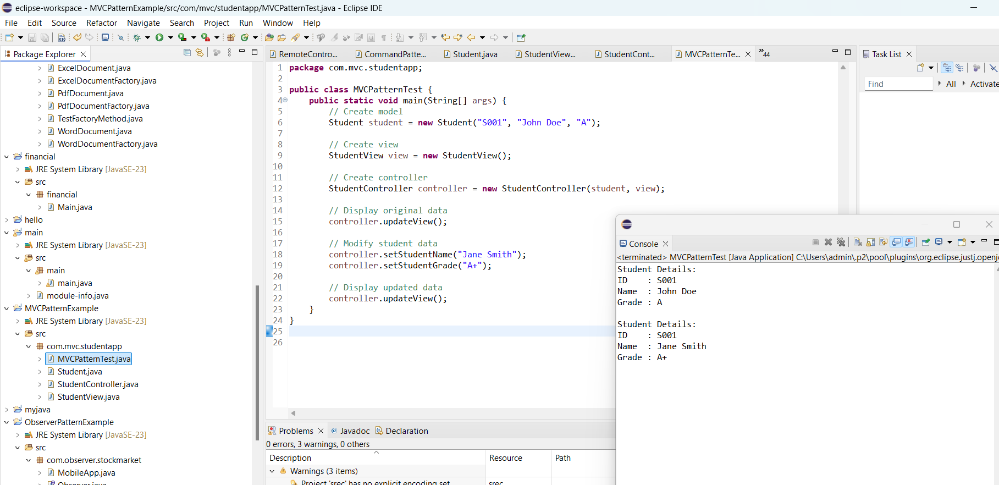 eclipse-workspace - MVCPatternExample/src/com/mvc/studentapp/MVCPatternTest.java - Eclipse IDE
File Edit Source Refactor Navigate Search Project Run Window Help
Package Explorer
ExcelDocument.java
ExcelDocumentFactory.java
PdfDocument.java
PdfDocumentFactory.java
TestFactoryMethod.java
WordDocument.java
WordDocumentFactory.java
financial
JRE System Library [JavaSE-23]
src
financial
Main.java
hello
main
JRE System Library [JavaSE-23]
src
main
main.java
module-info.java
MVCPatternExample
JRE System Library [JavaSE-23]
src
com.mvc.studentapp
MVCPatternTest.java
Student.java
StudentController.java
StudentView.java
myjava
ObserverPatternExample
JRE System Library [JavaSE-23]
src
com.observer.stockmarket
MobileApp.java
Observer.java
RemoteContro... CommandPatte... Student.java StudentView... StudentCont... MVCPatternTe... 44
1 package com.mvc.studentapp;
2
3 public class MVCPatternTest {
4 public static void main(String[] args) {
5 // Create model
6 Student student = new Student("S001", "John Doe", "A");
7
8 // Create view
9 StudentView view = new StudentView();
10
11 // Create controller
12 StudentController controller = new StudentController(student, view);
13
14 // Display original data
15 controller.updateView();
16
17 // Modify student data
18 controller.setStudentName("Jane Smith");
19 controller.setStudentGrade("A+");
20
21 // Display updated data
22 controller.updateView();
23 }
24 }
25
26
Problems Javadoc Declaration
0 errors, 3 warnings, 0 others
Description Resource Path
Warnings (3 items)
Project 'srec' has no explicit encoding set srec
Task List
Find All Activate
Console
<terminated> MVCPatternTest [Java Application] C:\Users\admin\.p2\pool\plugins\org.eclipse.justj.openj
Student Details:
ID : S001
Name : John Doe
Grade : A
Student Details:
ID : S001
Name : Jane Smith
Grade : A+